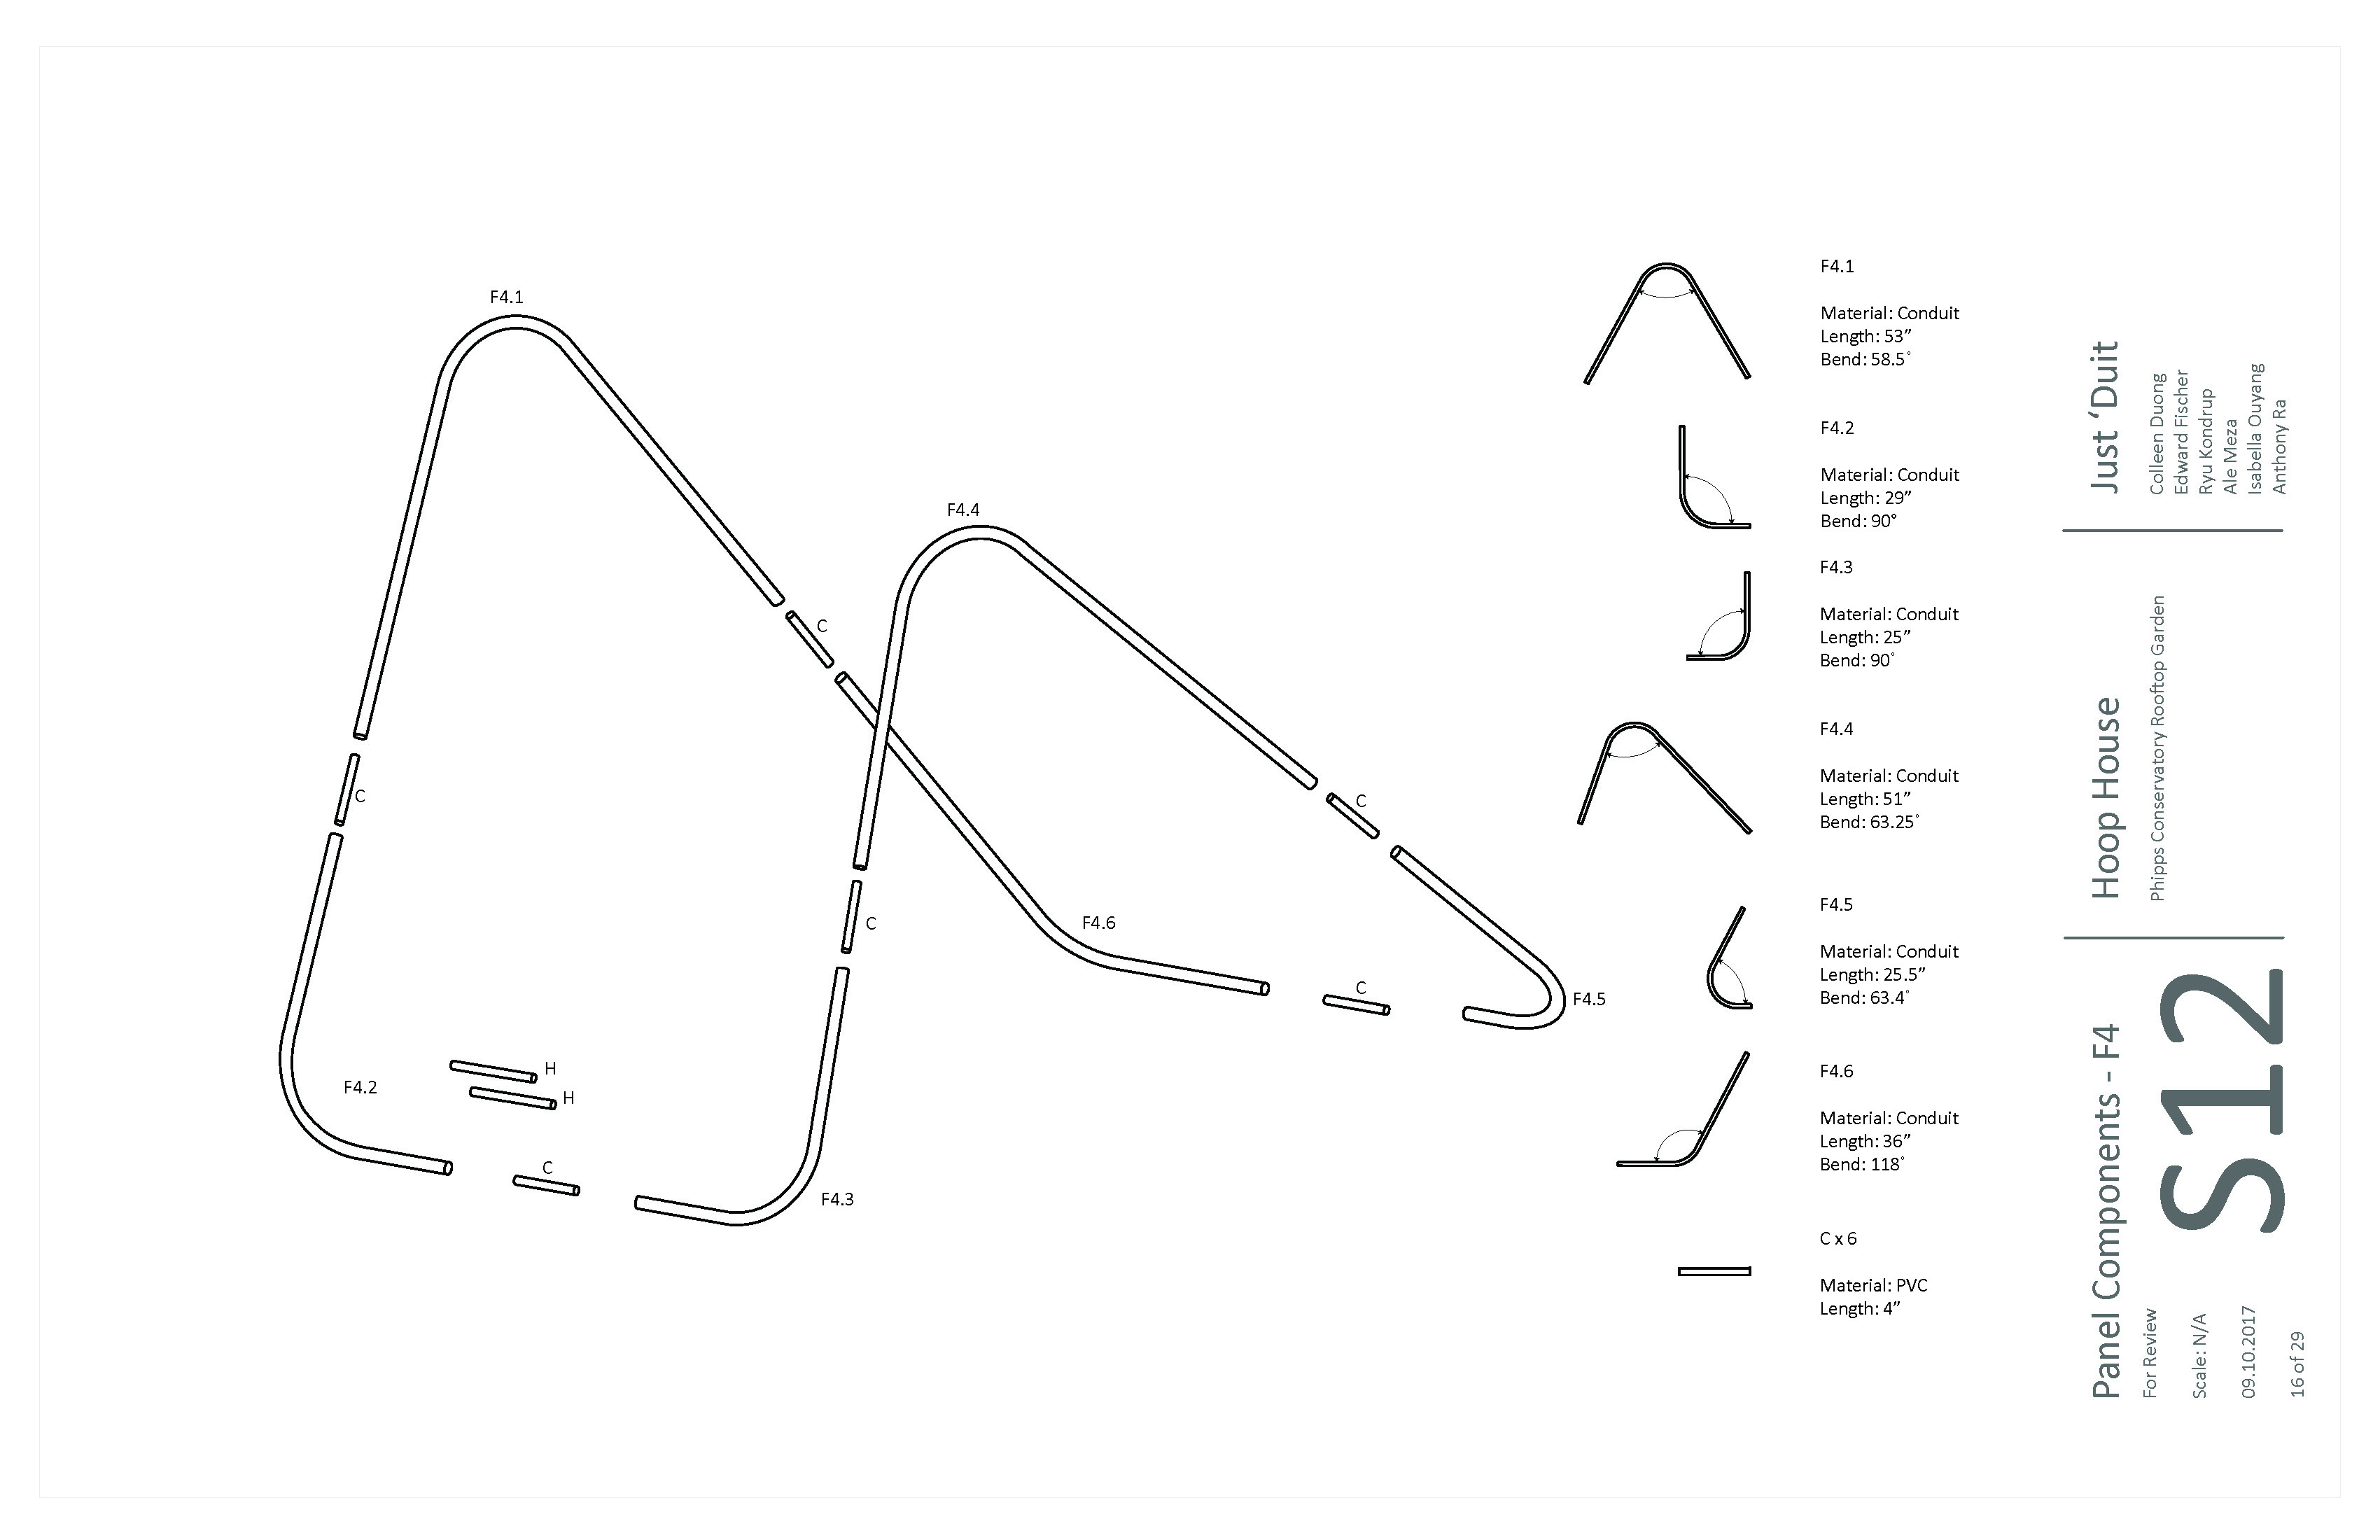 F4.1
F4.4
C
C
C
F4.6
C
C
F4.5
H
F4.2
H
C
F4.3
F4.1
Material: Conduit
Length: 53”
Bend: 58.5°
F4.2
Material: Conduit
Length: 29”
Bend: 90°
F4.3
Material: Conduit
Length: 25”
Bend: 90°
F4.4
Material: Conduit
Length: 51”
Bend: 63.25°
F4.5
Material: Conduit
Length: 25.5”
Bend: 63.4°
F4.6
Material: Conduit
Length: 36”
Bend: 118°
C x 6
Material: PVC
Length: 4”
Just ‘Duit
Colleen Duong
Edward Fischer
Ryu Kondrup
Ale Meza
Isabella Ouyang
Anthony Ra
Hoop House
Phipps Conservatory Rooftop Garden
Panel Components - F4
For Review
Scale: N/A
09.10.2017
16 of 29
S12